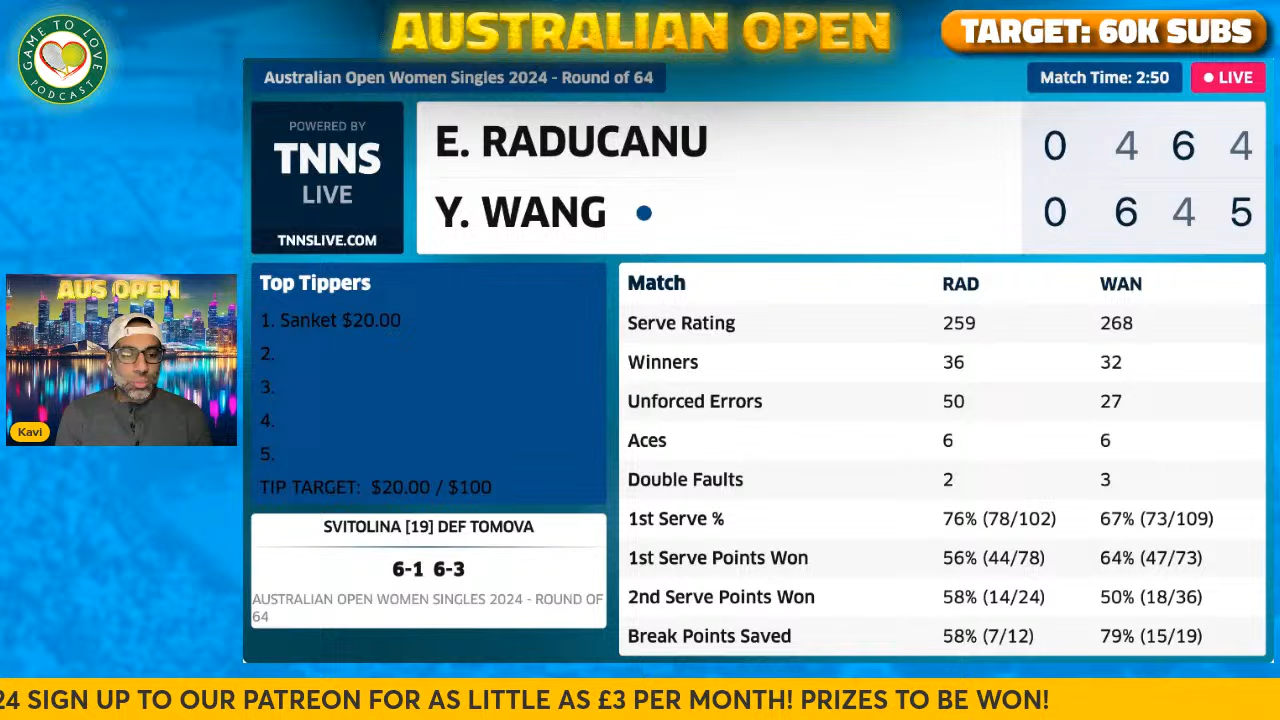 GAME TO LOVE
PODCAST
AUSTRALIAN OPEN
TARGET: 60K SUBS
Australian Open Women Singles 2024 - Round of 64
Match Time: 2:50
LIVE
POWERED BY
TNNS
LIVE
TNNSLIVE.COM
E. RADUCANU 0 4 6 4
Y. WANG 0 6 4 5
Top Tippers
1. Sanket $20.00
2.
3.
4.
5.
TIP TARGET: $20.00 / $100
SVITOLINA [19] DEF TOMOVA
6-1 6-3
AUSTRALIAN OPEN WOMEN SINGLES 2024 - ROUND OF
64
Match RAD WAN
Serve Rating 259 268
Winners 36 32
Unforced Errors 50 27
Aces 6 6
Double Faults 2 3
1st Serve % 76% (78/102) 67% (73/109)
1st Serve Points Won 56% (44/78) 64% (47/73)
2nd Serve Points Won 58% (14/24) 50% (18/36)
Break Points Saved 58% (7/12) 79% (15/19)
AUS OPEN
Kavi
24 SIGN UP TO OUR PATREON FOR AS LITTLE AS £3 PER MONTH! PRIZES TO BE WON!